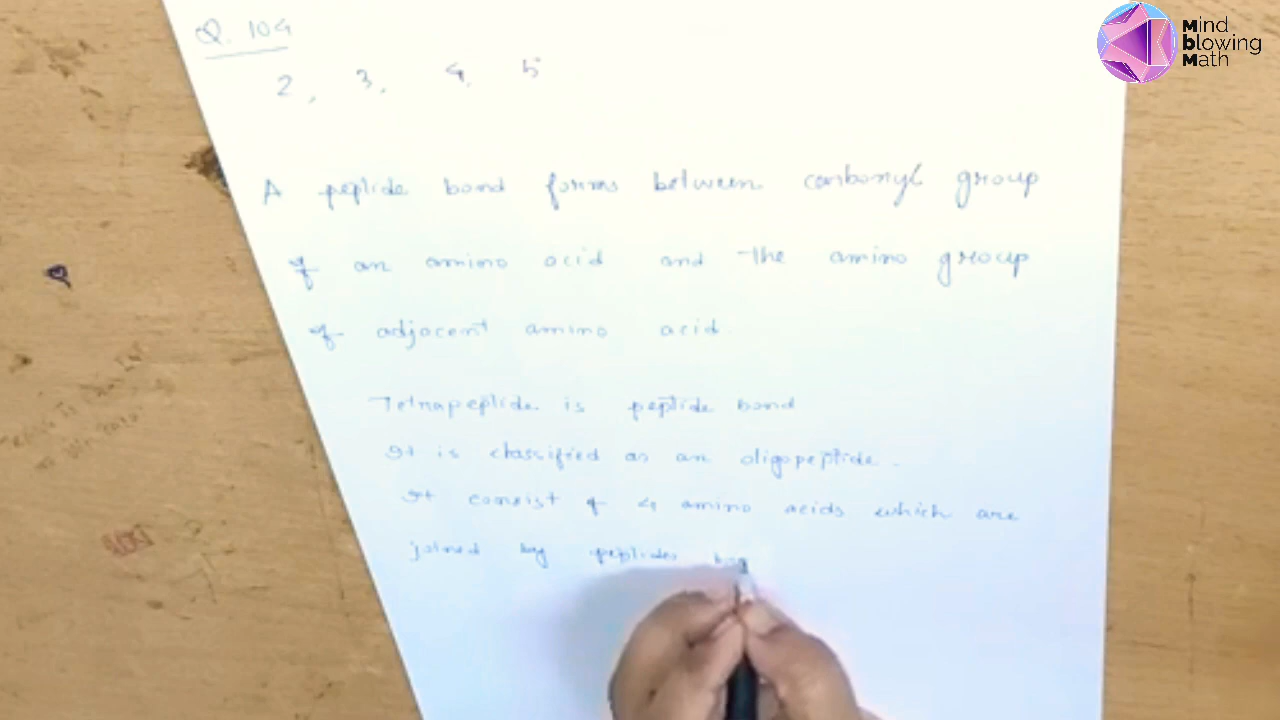 Q. 104
2, 3, 4, 5
A peptide bond forms between carbonyl group
of an amino acid and the amino group
of adjacent amino acid.
Tetrapeptide is peptide bond
It is classified as an oligopeptide.
It consist of 4 amino acids which are
joined by peptides
Mind
blowing
Math